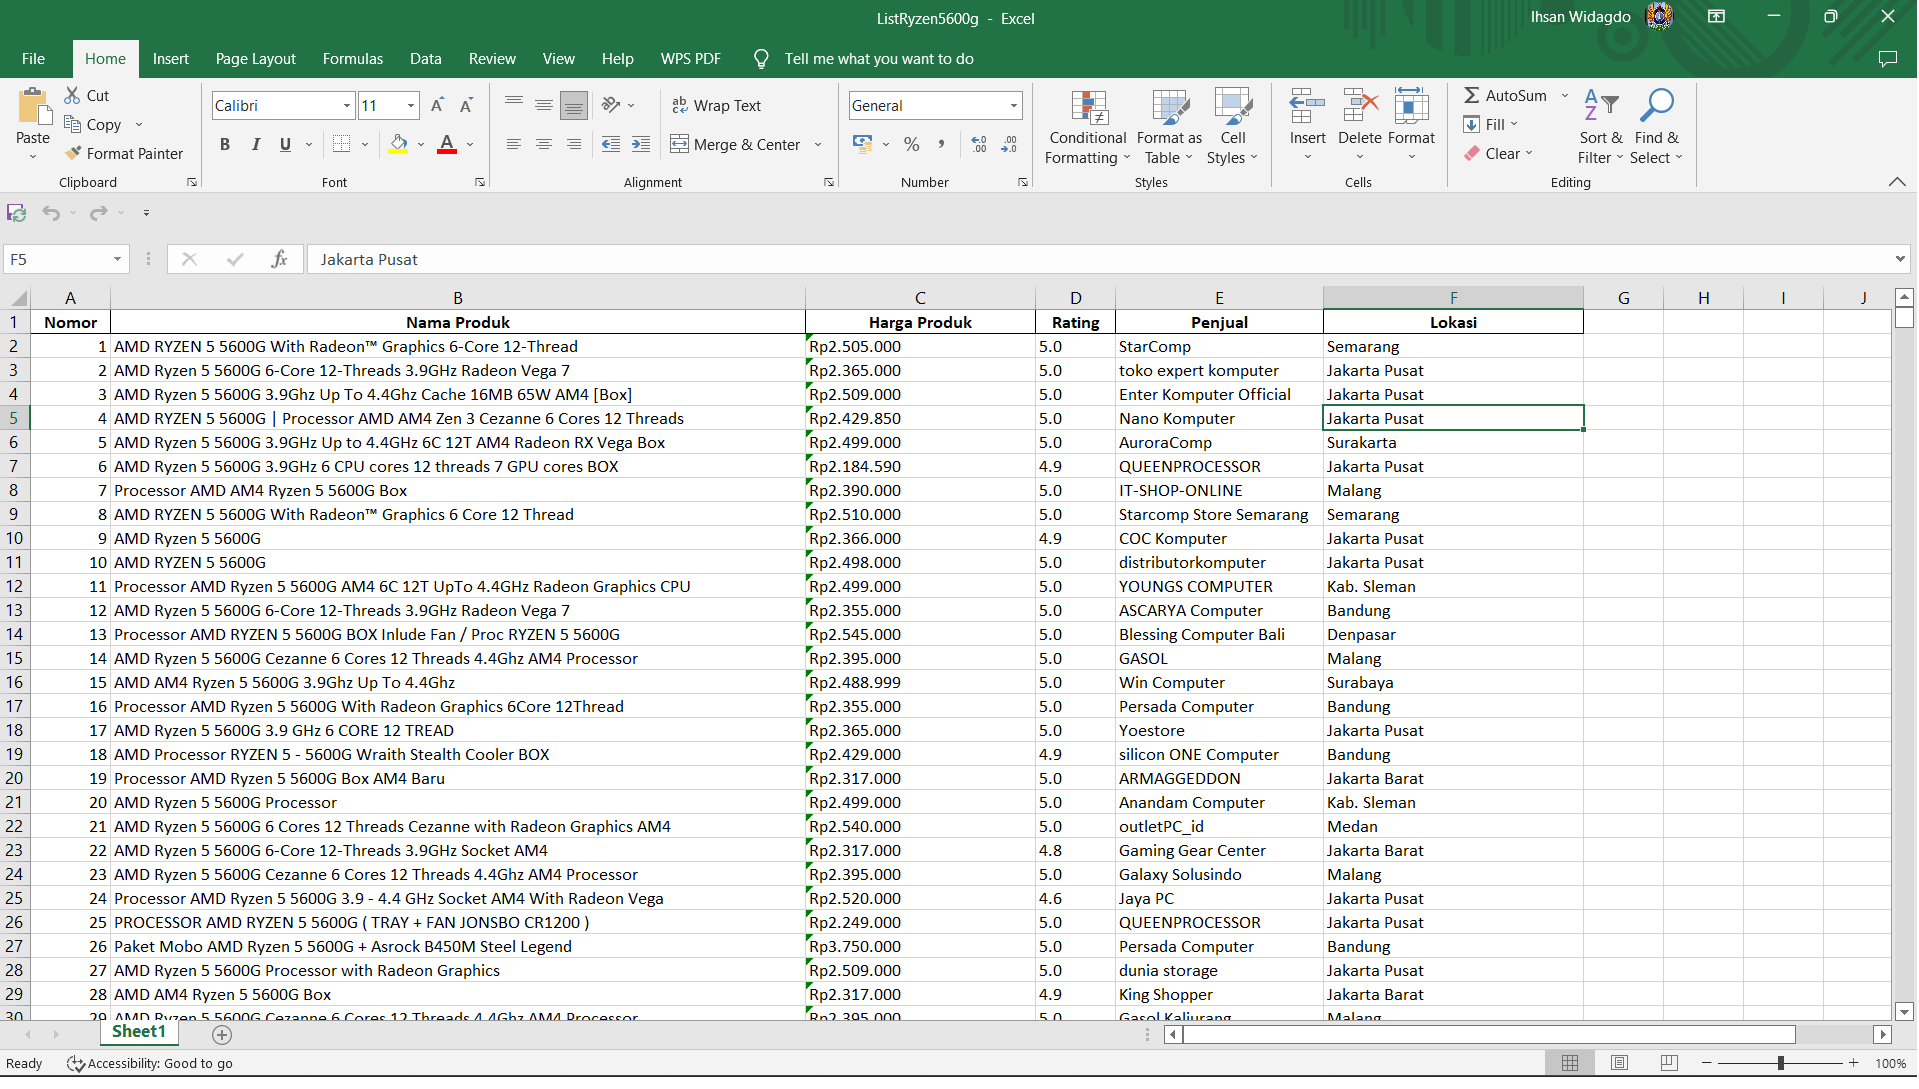 ListRyzen5600g - Excel
Ihsan Widagdo
File Home Insert Page Layout Formulas Data Review View Help WPS PDF Tell me what you want to do
Paste Cut Copy Format Painter Clipboard
Calibri 11 B I U A Font
Wrap Text Merge & Center Alignment
General % Number
Conditional Formatting Format as Table Cell Styles Styles
Insert Delete Format Cells
AutoSum Fill Clear Sort & Filter Find & Select Editing
F5 fx Jakarta Pusat
A B C D E F G H I J
1 Nomor Nama Produk Harga Produk Rating Penjual Lokasi
2 1 AMD RYZEN 5 5600G With Radeon™ Graphics 6-Core 12-Thread Rp2.505.000 5.0 StarComp Semarang
3 2 AMD Ryzen 5 5600G 6-Core 12-Threads 3.9GHz Radeon Vega 7 Rp2.365.000 5.0 toko expert komputer Jakarta Pusat
4 3 AMD Ryzen 5 5600G 3.9Ghz Up To 4.4Ghz Cache 16MB 65W AM4 [Box] Rp2.509.000 5.0 Enter Komputer Official Jakarta Pusat
5 4 AMD RYZEN 5 5600G | Processor AMD AM4 Zen 3 Cezanne 6 Cores 12 Threads Rp2.429.850 5.0 Nano Komputer Jakarta Pusat
6 5 AMD Ryzen 5 5600G 3.9GHz Up to 4.4GHz 6C 12T AM4 Radeon RX Vega Box Rp2.499.000 5.0 AuroraComp Surakarta
7 6 AMD Ryzen 5 5600G 3.9GHz 6 CPU cores 12 threads 7 GPU cores BOX Rp2.184.590 4.9 QUEENPROCESSOR Jakarta Pusat
8 7 Processor AMD AM4 Ryzen 5 5600G Box Rp2.390.000 5.0 IT-SHOP-ONLINE Malang
9 8 AMD RYZEN 5 5600G With Radeon™ Graphics 6 Core 12 Thread Rp2.510.000 5.0 Starcomp Store Semarang Semarang
10 9 AMD Ryzen 5 5600G Rp2.366.000 4.9 COC Komputer Jakarta Pusat
11 10 AMD RYZEN 5 5600G Rp2.498.000 5.0 distributorkomputer Jakarta Pusat
12 11 Processor AMD Ryzen 5 5600G AM4 6C 12T UpTo 4.4GHz Radeon Graphics CPU Rp2.499.000 5.0 YOUNGS COMPUTER Kab. Sleman
13 12 AMD Ryzen 5 5600G 6-Core 12-Threads 3.9GHz Radeon Vega 7 Rp2.355.000 5.0 ASCARYA Computer Bandung
14 13 Processor AMD RYZEN 5 5600G BOX Inlude Fan / Proc RYZEN 5 5600G Rp2.545.000 5.0 Blessing Computer Bali Denpasar
15 14 AMD Ryzen 5 5600G Cezanne 6 Cores 12 Threads 4.4Ghz AM4 Processor Rp2.395.000 5.0 GASOL Malang
16 15 AMD AM4 Ryzen 5 5600G 3.9Ghz Up To 4.4Ghz Rp2.488.999 5.0 Win Computer Surabaya
17 16 Processor AMD Ryzen 5 5600G With Radeon Graphics 6Core 12Thread Rp2.355.000 5.0 Persada Computer Bandung
18 17 AMD Ryzen 5 5600G 3.9 GHz 6 CORE 12 TREAD Rp2.365.000 5.0 Yoestore Jakarta Pusat
19 18 AMD Processor RYZEN 5 - 5600G Wraith Stealth Cooler BOX Rp2.429.000 4.9 silicon ONE Computer Bandung
20 19 Processor AMD Ryzen 5 5600G Box AM4 Baru Rp2.317.000 5.0 ARMAGGEDDON Jakarta Barat
21 20 AMD Ryzen 5 5600G Processor Rp2.499.000 5.0 Anandam Computer Kab. Sleman
22 21 AMD Ryzen 5 5600G 6 Cores 12 Threads Cezanne with Radeon Graphics AM4 Rp2.540.000 5.0 outletPC_id Medan
23 22 AMD Ryzen 5 5600G 6-Core 12-Threads 3.9GHz Socket AM4 Rp2.317.000 4.8 Gaming Gear Center Jakarta Barat
24 23 AMD Ryzen 5 5600G Cezanne 6 Cores 12 Threads 4.4Ghz AM4 Processor Rp2.395.000 5.0 Galaxy Solusindo Malang
25 24 Processor AMD Ryzen 5 5600G 3.9 - 4.4 GHz Socket AM4 With Radeon Vega Rp2.520.000 4.6 Jaya PC Jakarta Pusat
26 25 PROCESSOR AMD RYZEN 5 5600G ( TRAY + FAN JONSBO CR1200 ) Rp2.249.000 5.0 QUEENPROCESSOR Jakarta Pusat
27 26 Paket Mobo AMD Ryzen 5 5600G + Asrock B450M Steel Legend Rp3.750.000 5.0 Persada Computer Bandung
28 27 AMD Ryzen 5 5600G Processor with Radeon Graphics Rp2.509.000 5.0 dunia storage Jakarta Pusat
29 28 AMD AM4 Ryzen 5 5600G Box Rp2.317.000 4.9 King Shopper Jakarta Barat
30 29 AMD Ryzen 5 5600G Cezanne 6 Cores 12 Threads 4.4Ghz AM4 Processor Rp2.395.000 5.0 Gasol Kaliurang Malang
Sheet1
Ready Accessibility: Good to go 100%